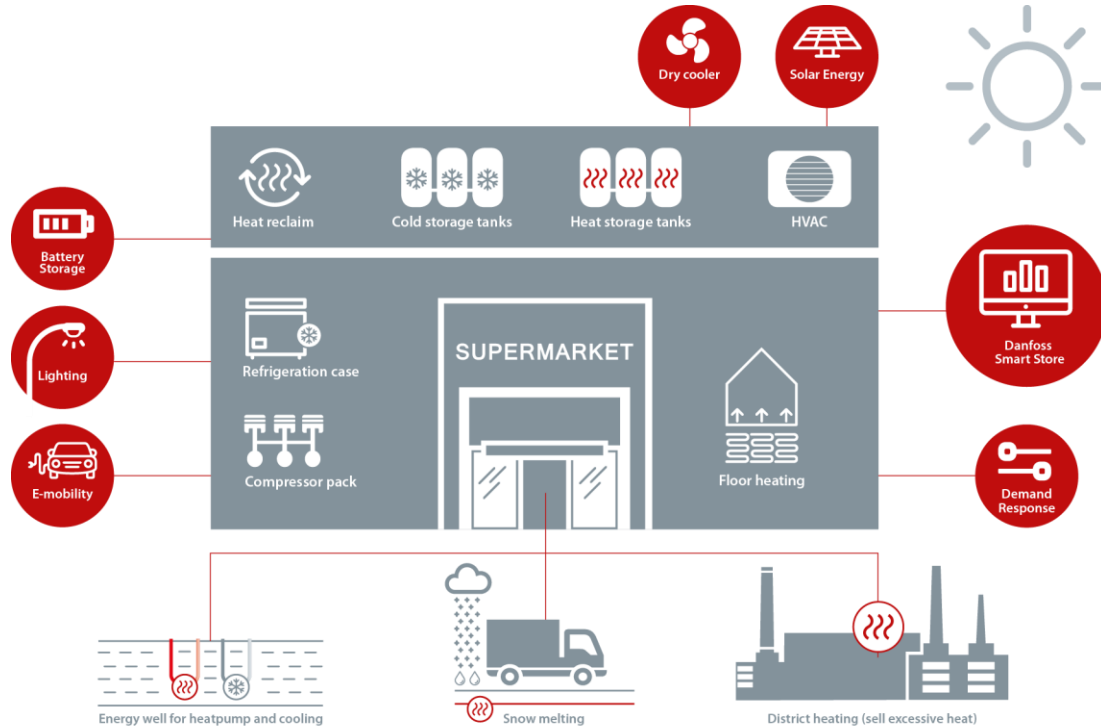 Dry cooler
Solar Energy
Heat reclaim
Cold storage tanks
Heat storage tanks
HVAC
Battery
Storage
Lighting
E-mobility
Refrigeration case
Compressor pack
SUPERMARKET
Floor heating
Danfoss
Smart Store
Demand
Response
Energy well for heatpump and cooling
Snow melting
District heating (sell excessive heat)